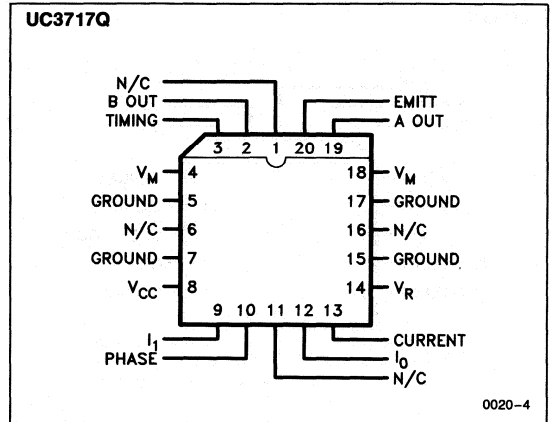 UC3717Q
N/C
B OUT
TIMING
EMITT
A OUT
3 2 1 20 19
V_M 4
18 V_M
GROUND 5
17 GROUND
N/C 6
16 N/C
GROUND 7
15 GROUND
V_CC 8
14 V_R
9 10 11 12 13
I_1
PHASE
CURRENT
I_0
N/C
0020-4